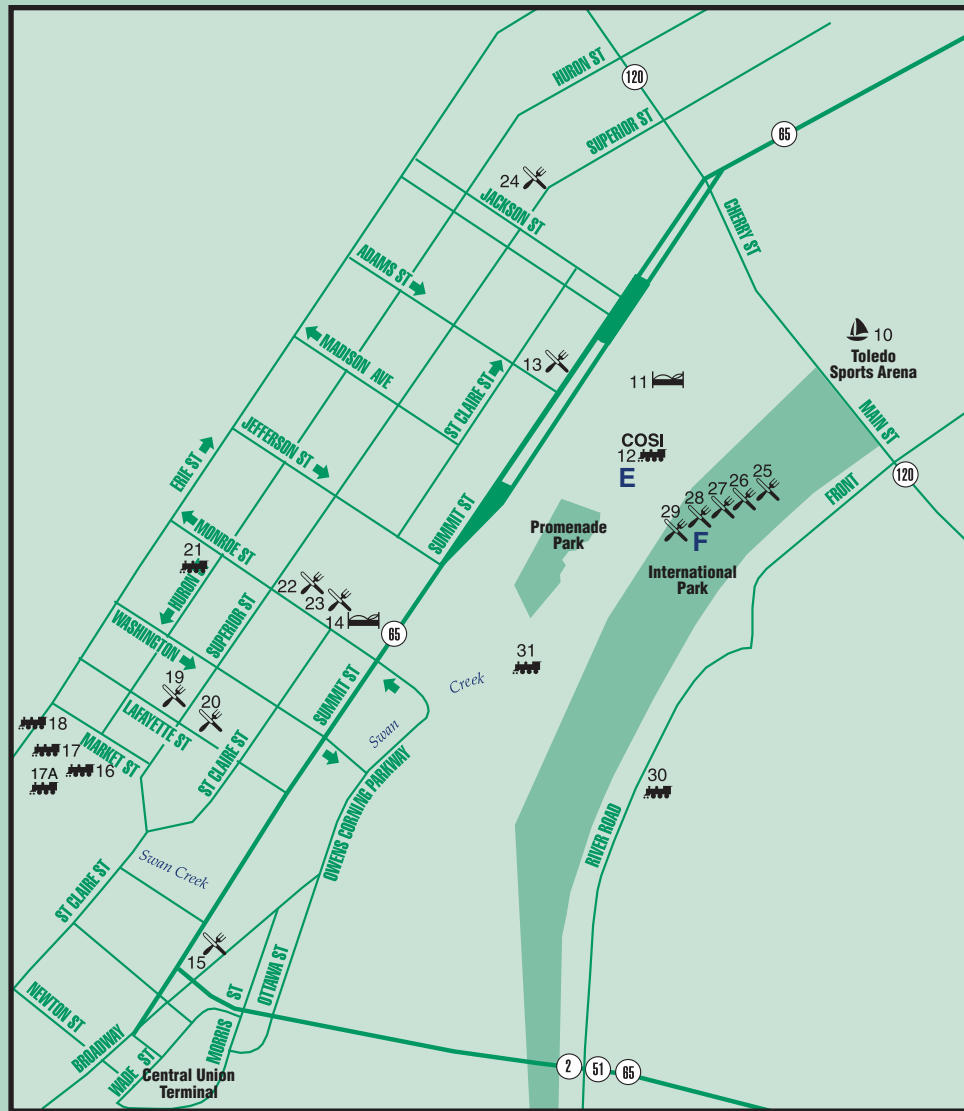 HURON ST
120
65
SUPERIOR ST
24
JACKSON ST
CHERRY ST
ADAMS ST
MADISON AVE
10
Toledo
Sports Arena
13
ST CLAIRE ST
11
MAIN ST
JEFFERSON ST
ERIE ST
COSI
12
E
120
FRONT
SUMMIT ST
29
28
27
26
25
F
Promenade
Park
International
Park
MONROE ST
21
HURON S
SUPERIOR ST
22
23
14
65
WASHINGTON
SUMMIT ST
31
Swan
Creek
19
20
LAFAYETTE ST
18
17
17A
16
MARKET ST
ST CLAIRE ST
OWENS CORNING PARKWAY
30
RIVER ROAD
Swan Creek
ST CLAIRE ST
15
NEWTON ST
BROADWAY
WADE ST
MORRIS ST
OTTAWA ST
Central Union
Terminal
2
51
65